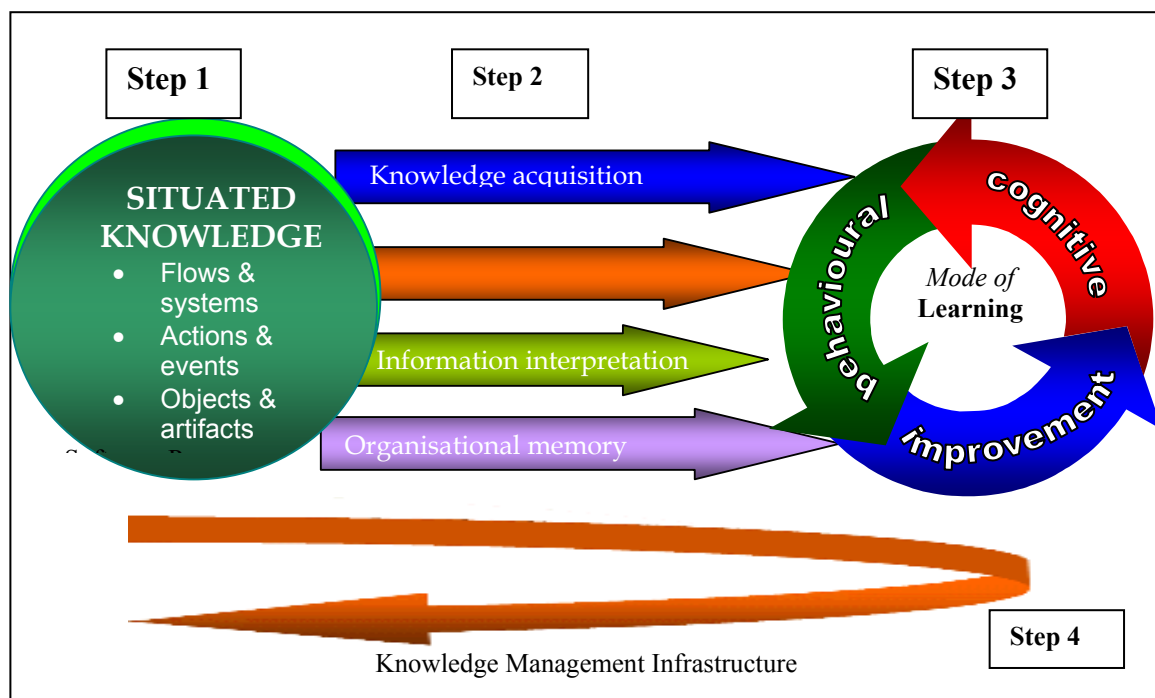 Step 1
Step 2
Step 3
SITUATED
KNOWLEDGE
• Flows &
systems
• Actions &
events
• Objects &
artifacts
Knowledge acquisition
Information interpretation
Organisational memory
cognitive
behavioural
improvement
Mode of
Learning
Step 4
Knowledge Management Infrastructure